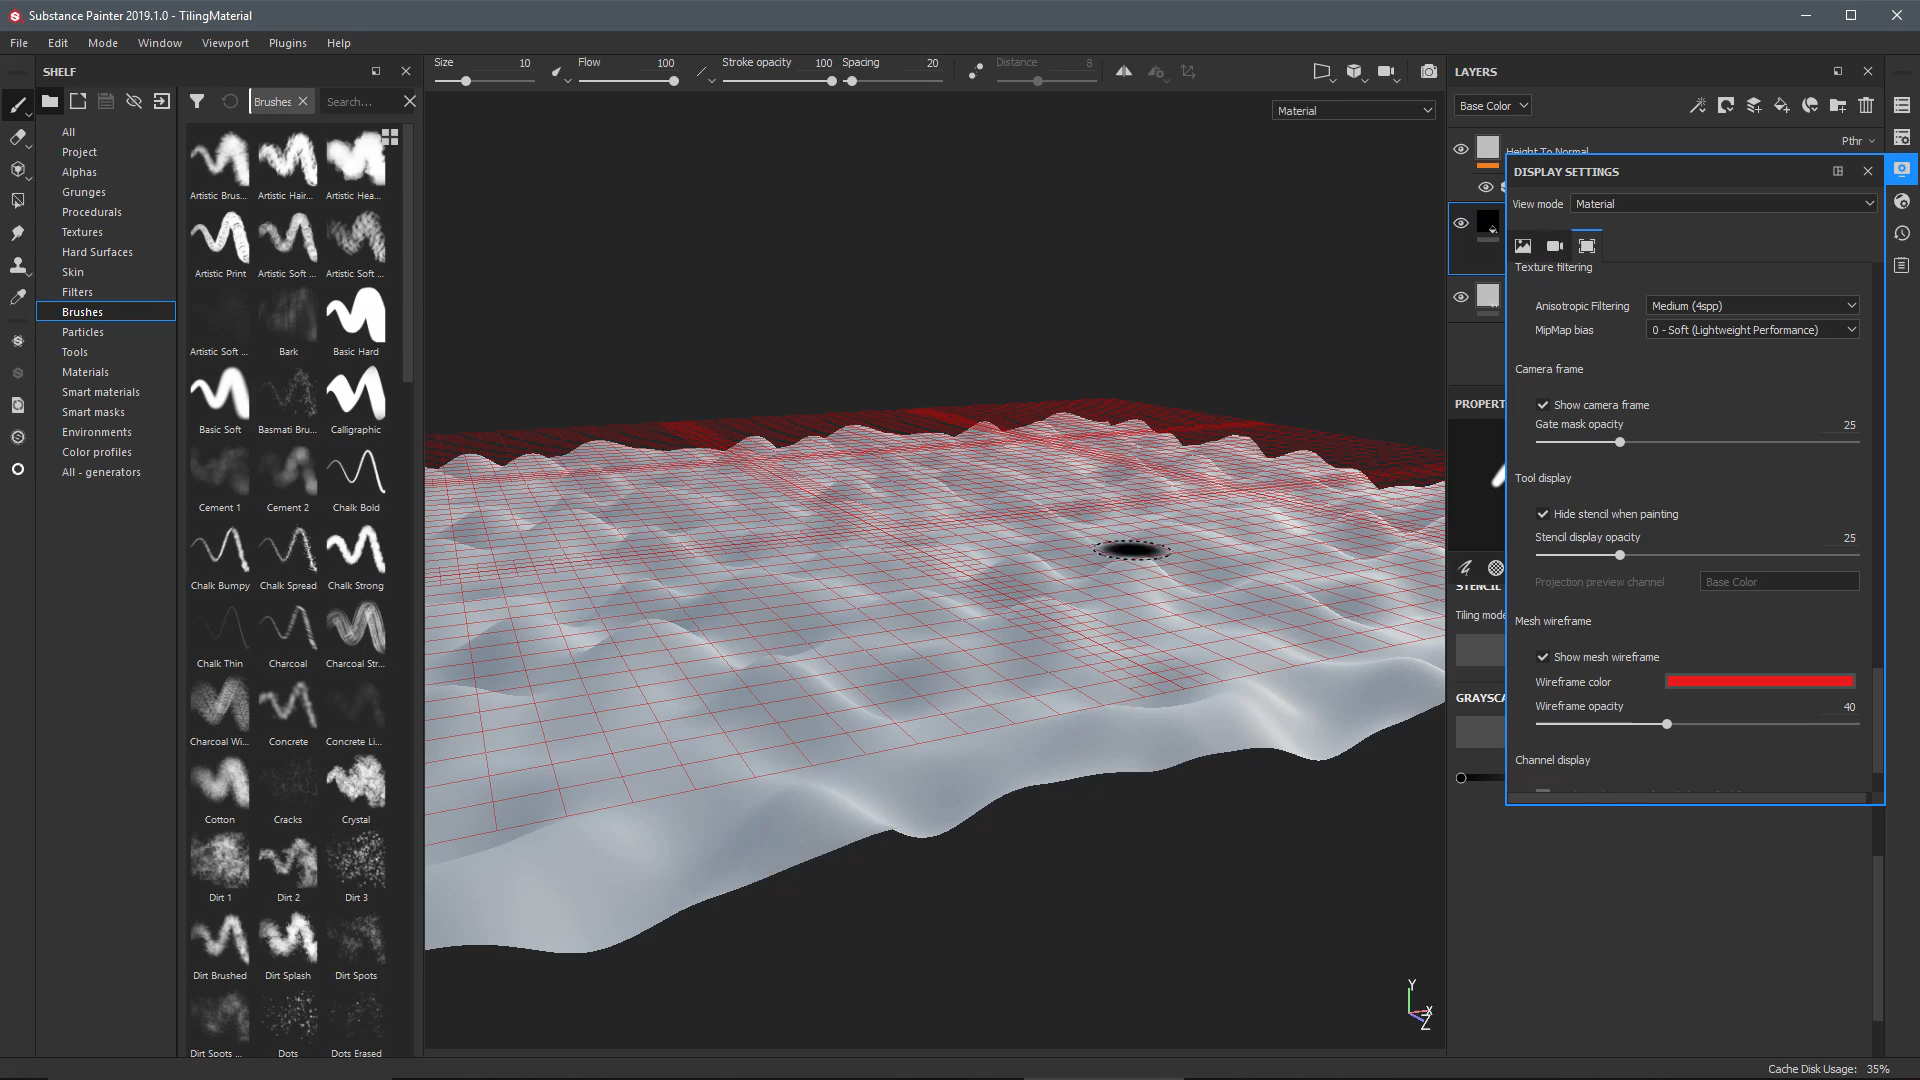 Substance Painter 2019.1.0 - TilingMaterial
File Edit Mode Window Viewport Plugins Help
SHELF
Brushes
Search...
All
Project
Alphas
Grunges
Procedurals
Textures
Hard Surfaces
Skin
Filters
Brushes
Particles
Tools
Materials
Smart materials
Smart masks
Environments
Color profiles
All - generators
Artistic Brus... Artistic Hair... Artistic Hea...
Artistic Print Artistic Soft ... Artistic Soft ...
Artistic Soft ... Bark Basic Hard
Basic Soft Basmati Bru... Calligraphic
Cement 1 Cement 2 Chalk Bold
Chalk Bumpy Chalk Spread Chalk Strong
Chalk Thin Charcoal Charcoal Str...
Charcoal Wi... Concrete Concrete Li...
Cotton Cracks Crystal
Dirt 1 Dirt 2 Dirt 3
Dirt Brushed Dirt Splash Dirt Spots
Dirt Spots ... Dots Dots Erased
Size 10 Flow 100 Stroke opacity 100 Spacing 20 Distance 8
Material
Y
X
Z
LAYERS
Base Color
Pthr
Height To Normal
PROPERT
STENCIL
Tiling mode
GRAYSCA
DISPLAY SETTINGS
View mode Material
Texture filtering
Anisotropic Filtering Medium (4spp)
MipMap bias 0 - Soft (Lightweight Performance)
Camera frame
Show camera frame
Gate mask opacity 25
Tool display
Hide stencil when painting
Stencil display opacity 25
Projection preview channel Base Color
Mesh wireframe
Show mesh wireframe
Wireframe color
Wireframe opacity 40
Channel display
Cache Disk Usage: 35%